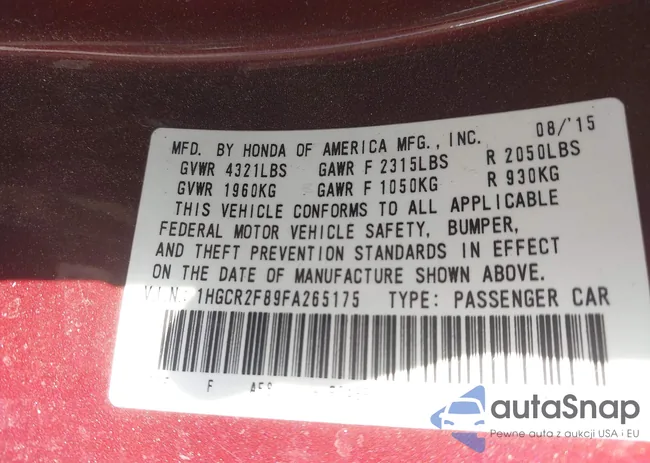 MFD. BY HONDA OF AMERICA MFG., INC. 08/'15
GVWR 4321LBS GAWR F 2315LBS R 2050LBS
GVWR 1960KG GAWR F 1050KG R 930KG
THIS VEHICLE CONFORMS TO ALL APPLICABLE
FEDERAL MOTOR VEHICLE SAFETY, BUMPER,
AND THEFT PREVENTION STANDARDS IN EFFECT
ON THE DATE OF MANUFACTURE SHOWN ABOVE.
V.I.N.: 1HGCR2F89FA265175 TYPE: PASSENGER CAR
F
autaSnap
Pewne auta z aukcji USA i EU